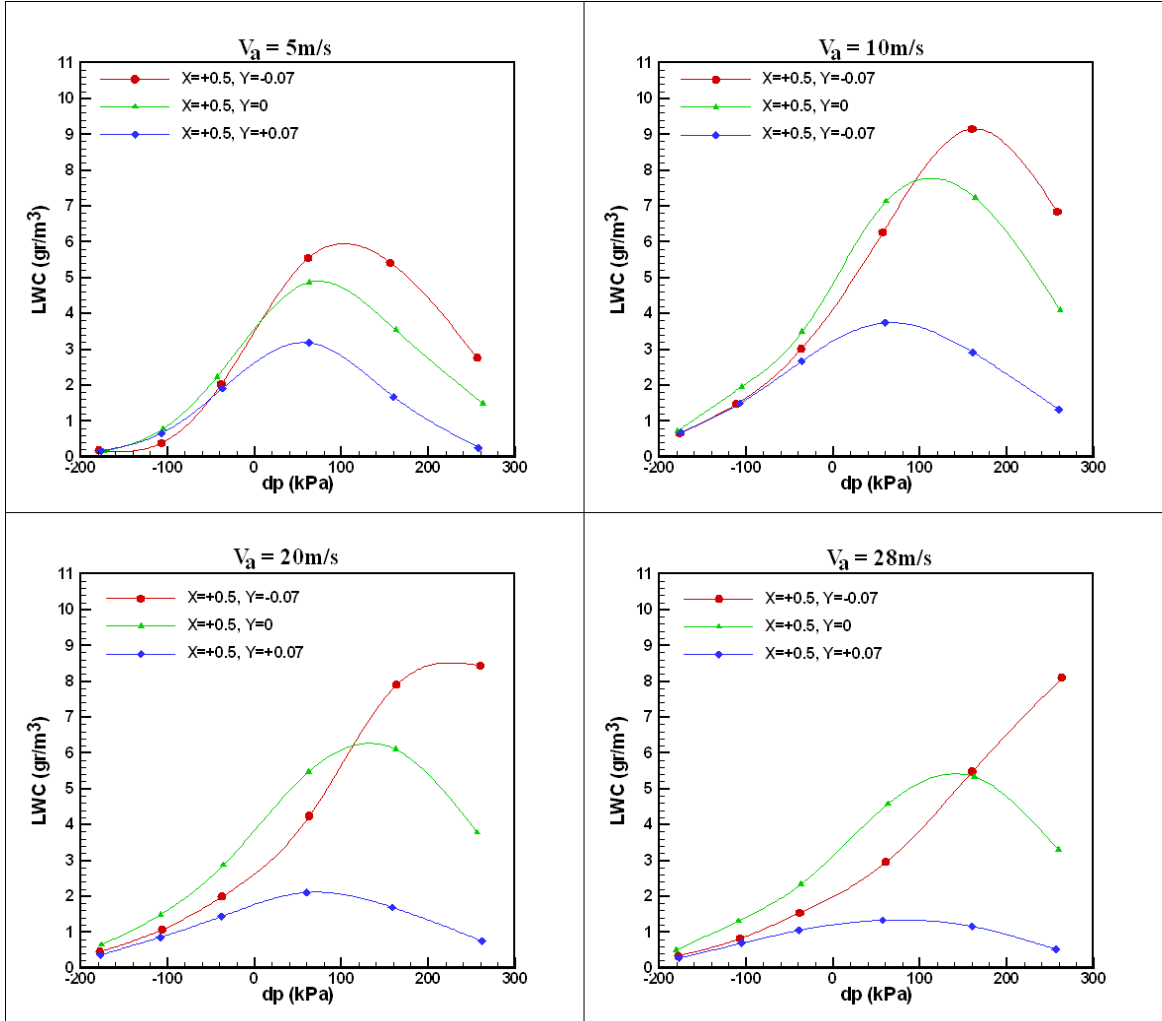 Va = 5m/s
X=+0.5, Y=-0.07
X=+0.5, Y=0
X=+0.5, Y=+0.07
LWC (gr/m³)
11
10
9
8
7
6
5
4
3
2
1
0
-200 -100 0 100 200 300
dp (kPa)
Va = 10m/s
X=+0.5, Y=-0.07
X=+0.5, Y=0
X=+0.5, Y=-0.07
LWC (gr/m³)
11
10
9
8
7
6
5
4
3
2
1
0
-200 -100 0 100 200 300
dp (kPa)
Va = 20m/s
X=+0.5, Y=-0.07
X=+0.5, Y=0
X=+0.5, Y=+0.07
LWC (gr/m³)
11
10
9
8
7
6
5
4
3
2
1
0
-200 -100 0 100 200 300
dp (kPa)
Va = 28m/s
X=+0.5, Y=-0.07
X=+0.5, Y=0
X=+0.5, Y=+0.07
LWC (gr/m³)
11
10
9
8
7
6
5
4
3
2
1
0
-200 -100 0 100 200 300
dp (kPa)